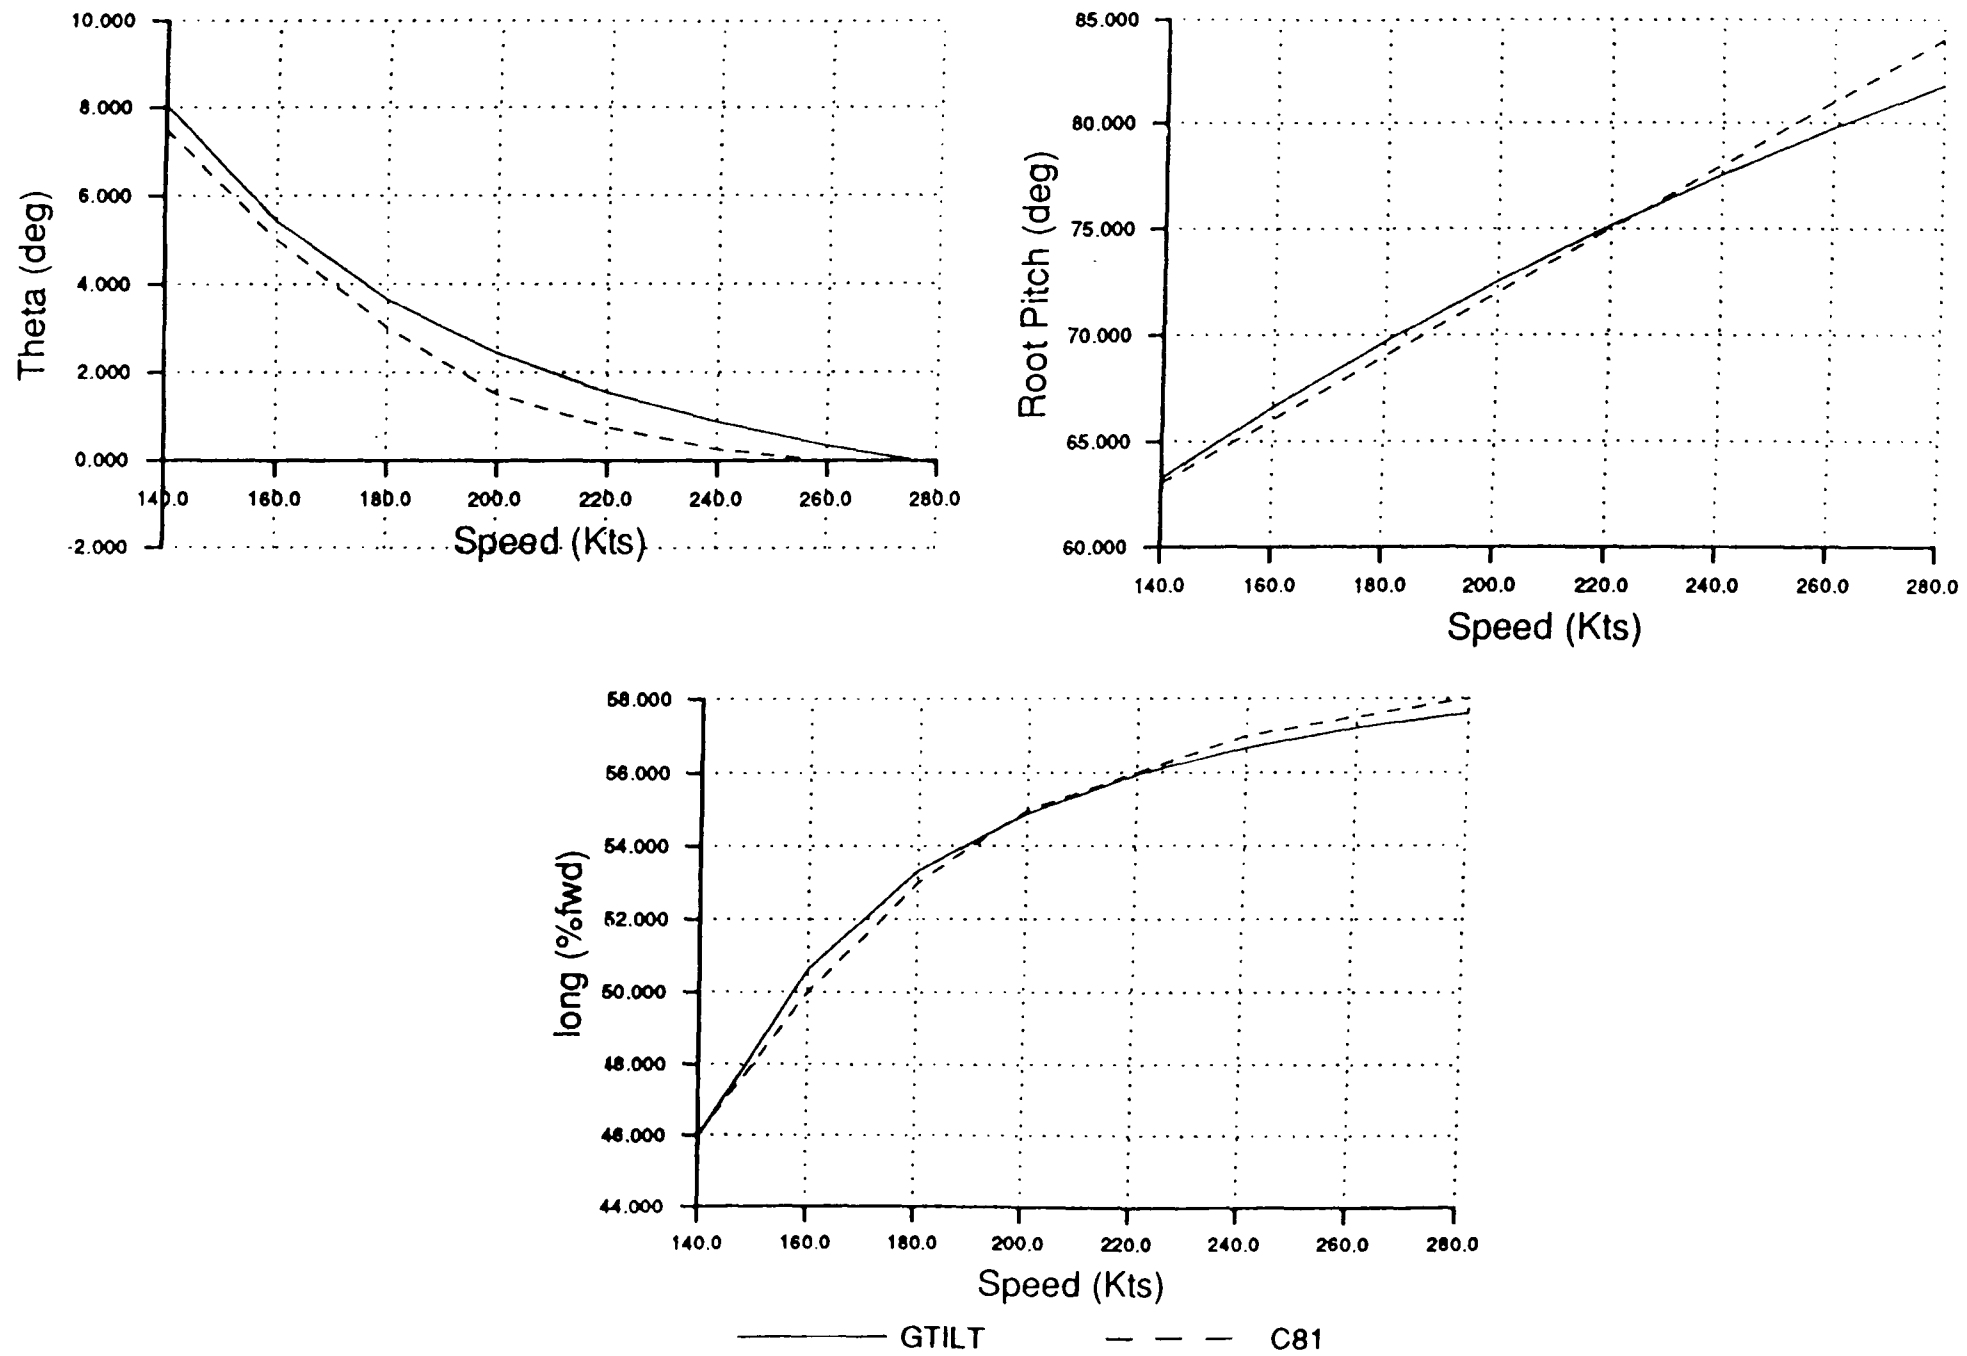 10.000
8.000
6.000
4.000
2.000
0.000
-2.000
Theta (deg)
140.0 160.0 180.0 200.0 220.0 240.0 260.0 280.0
Speed (Kts)
85.000
80.000
75.000
70.000
65.000
60.000
Root Pitch (deg)
140.0 160.0 180.0 200.0 220.0 240.0 260.0 280.0
Speed (Kts)
58.000
56.000
54.000
52.000
50.000
48.000
46.000
44.000
long (%fwd)
140.0 160.0 180.0 200.0 220.0 240.0 260.0 280.0
Speed (Kts)
GTILT C81